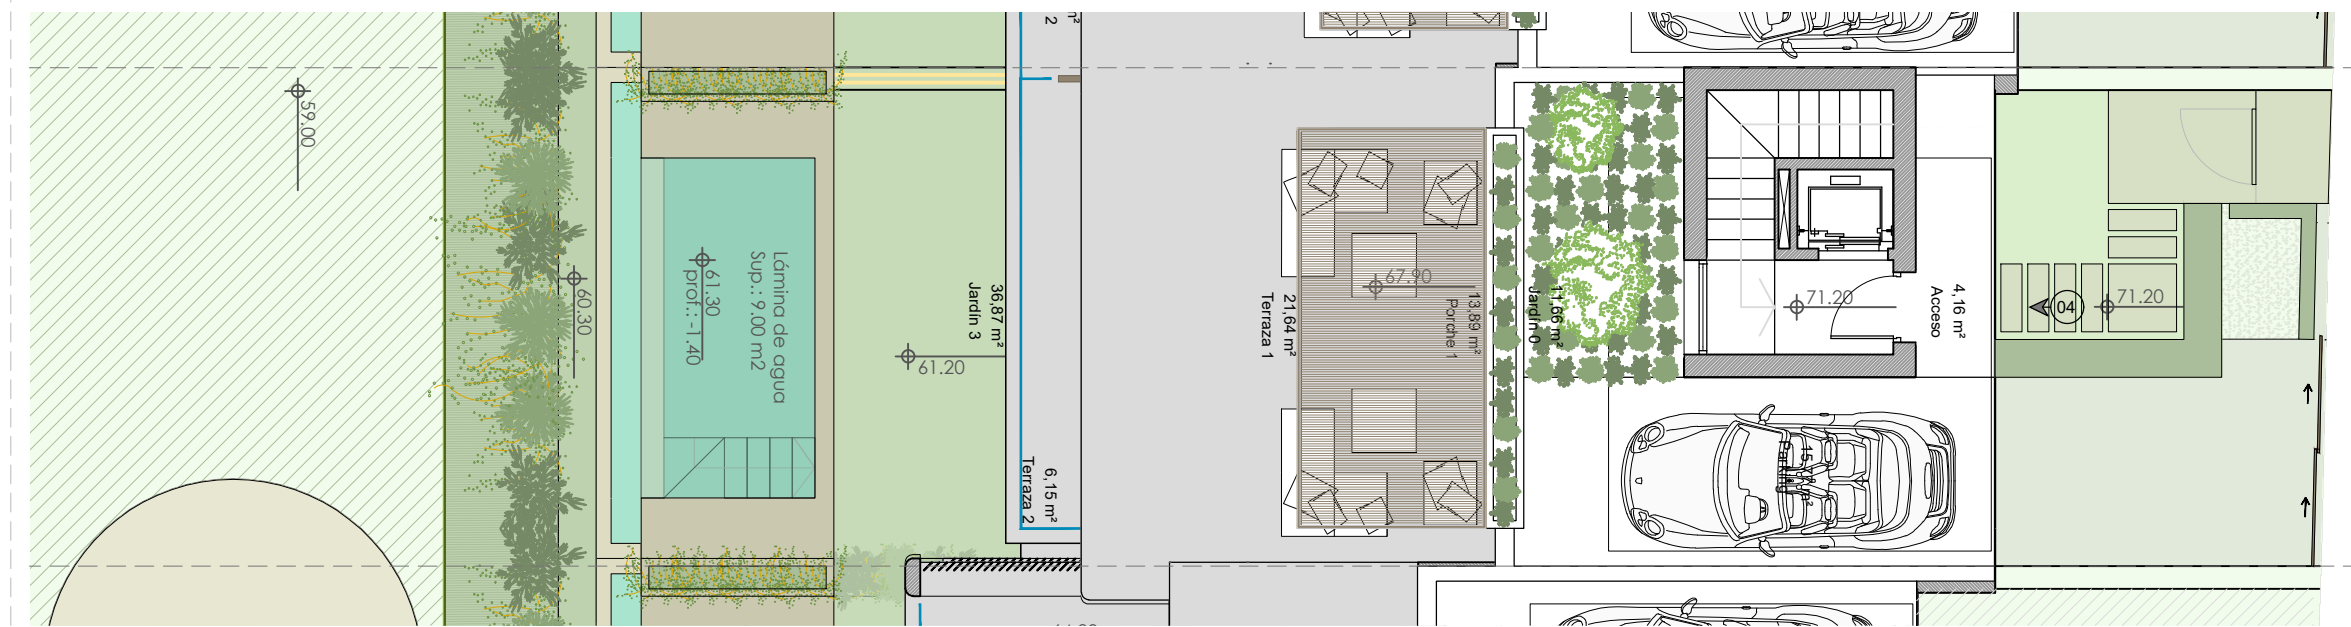 59.00
60.30
61.30
prof.: -1.40
Lámina de agua
Sup.: 9.00 m2
36,87 m²
Jardín 3
61.20
2
m²
6,15 m²
Terraza 2
21,64 m²
Terraza 1
67.90
13,89 m²
Porche 1
11,66 m²
Jardín 0
71.20
4,16 m²
Acceso
04
71.20